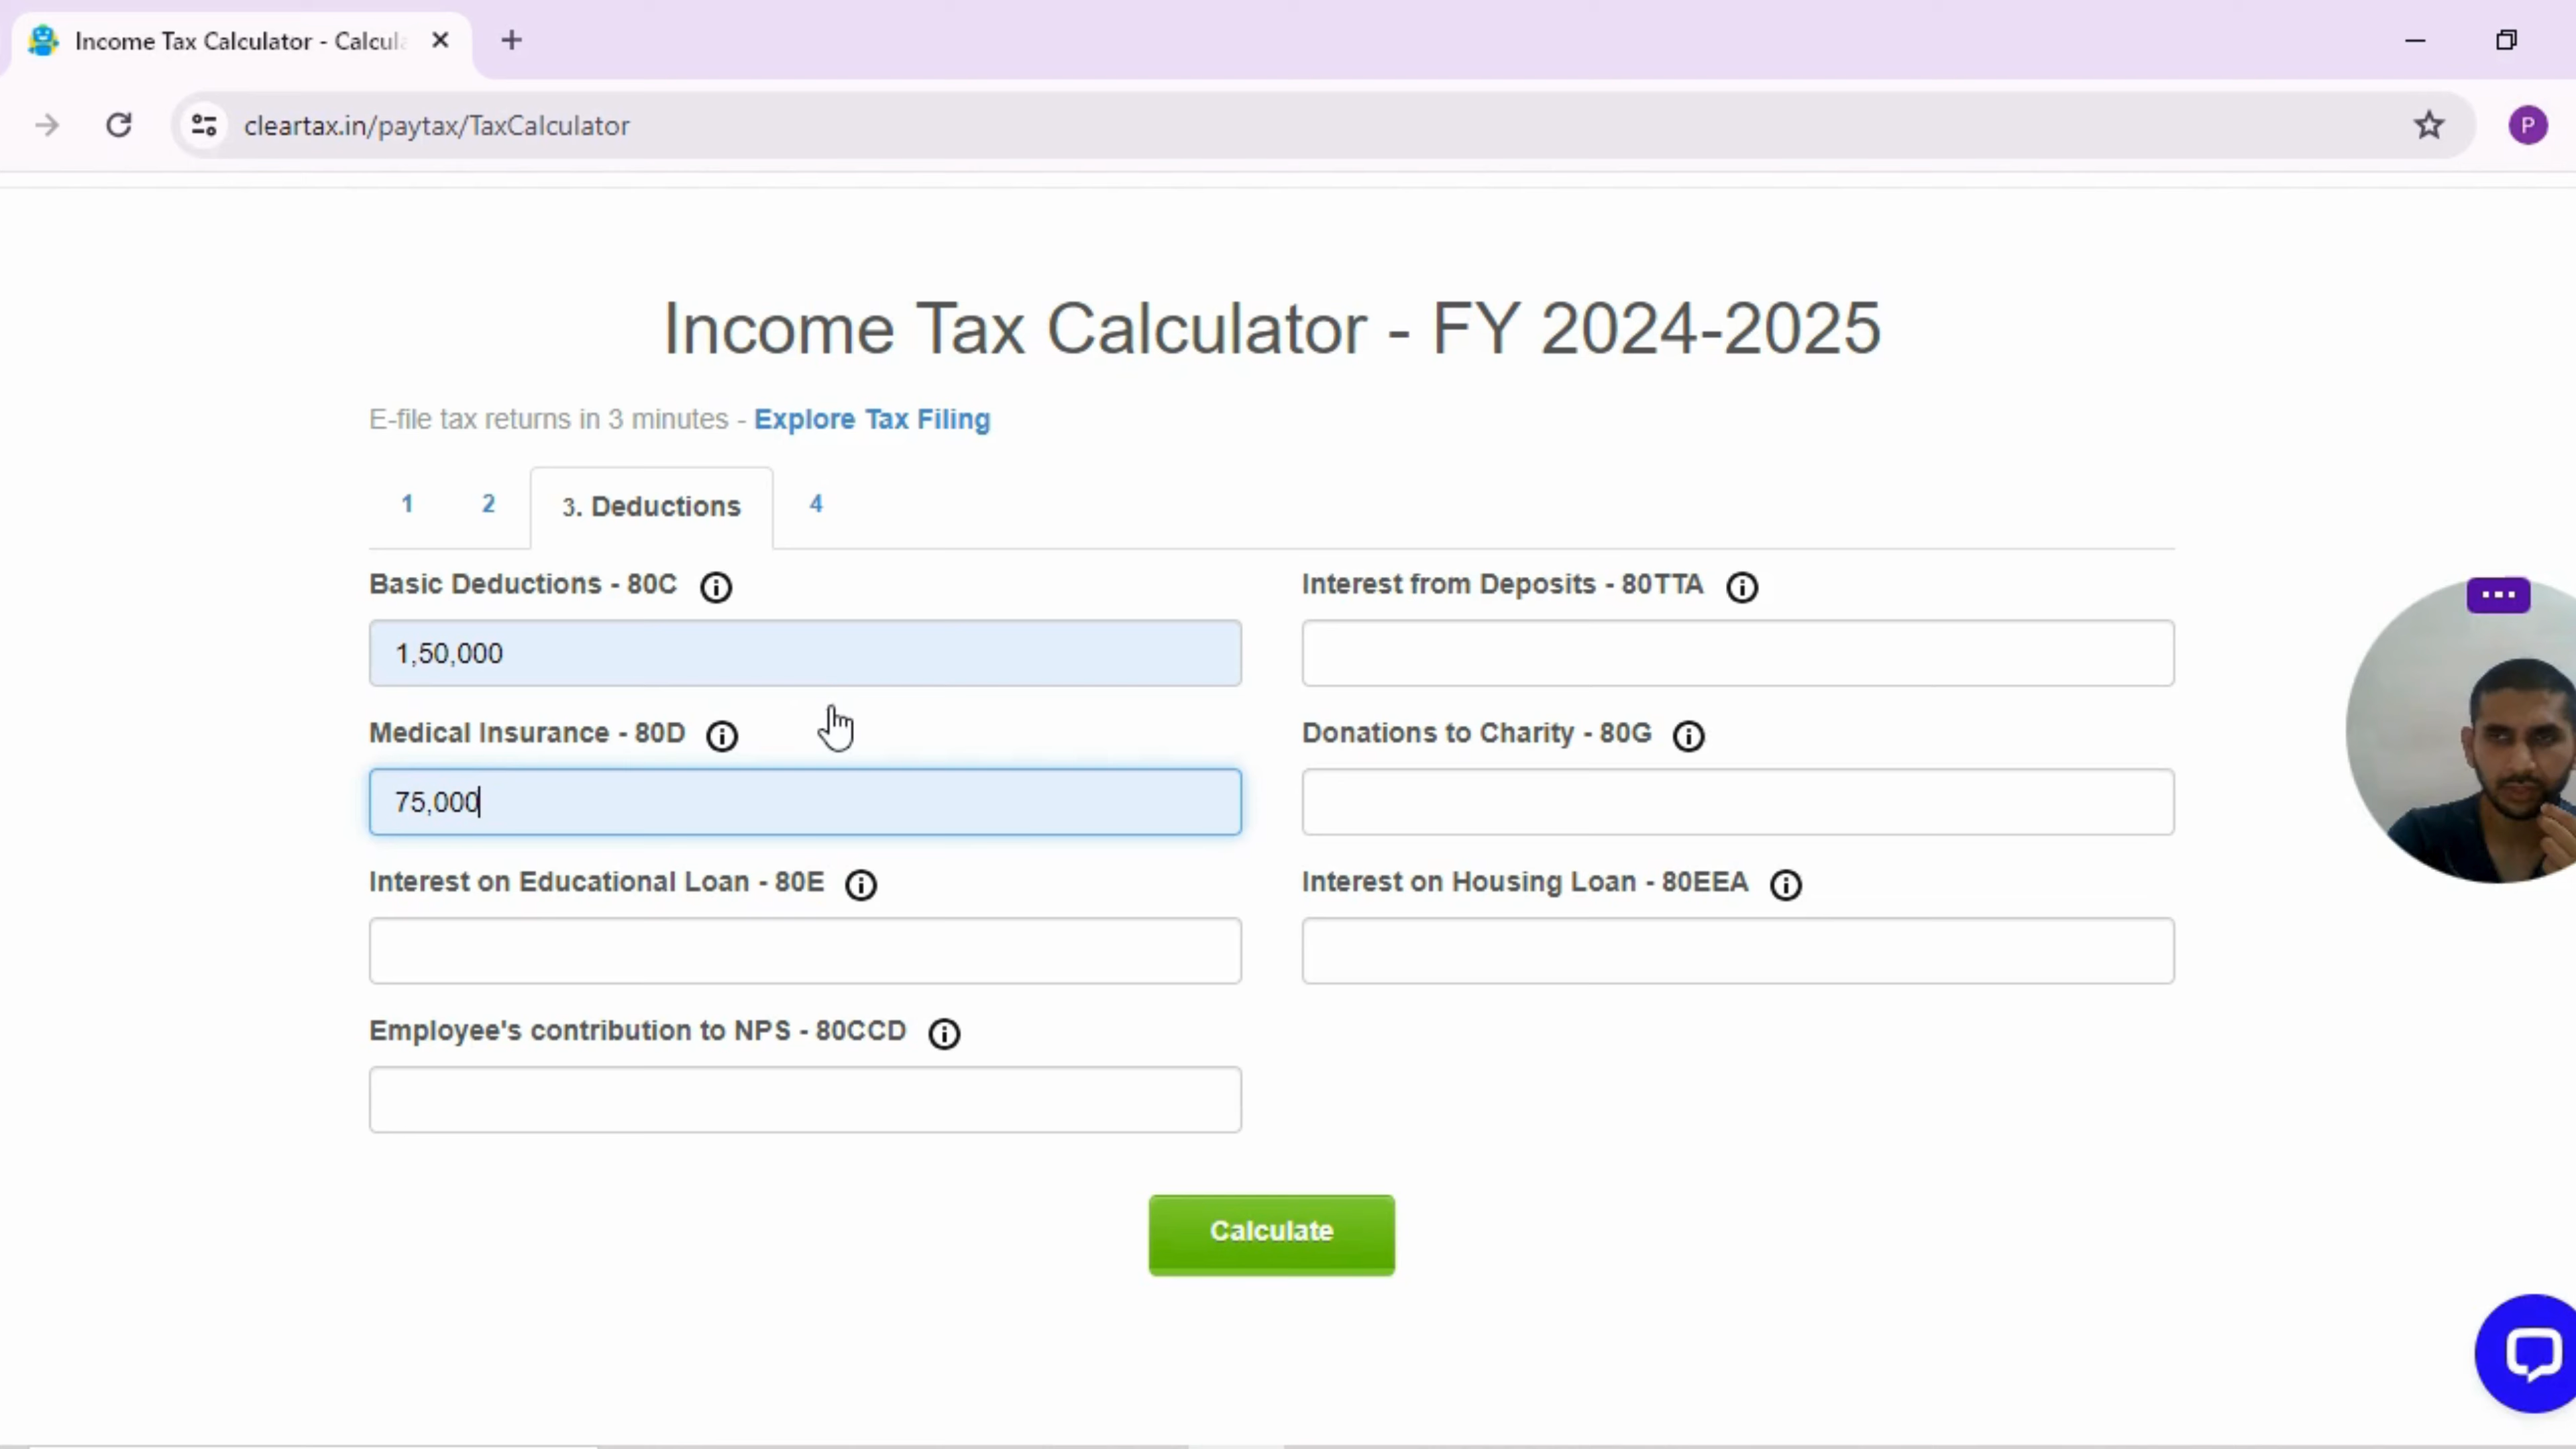 Income Tax Calculator - Calcul
cleartax.in/paytax/TaxCalculator
P
Income Tax Calculator - FY 2024-2025
E-file tax returns in 3 minutes - Explore Tax Filing
1 2 3. Deductions 4
Basic Deductions - 80C
1,50,000
Interest from Deposits - 80TTA
Medical Insurance - 80D
75,000
Donations to Charity - 80G
Interest on Educational Loan - 80E
Interest on Housing Loan - 80EEA
Employee's contribution to NPS - 80CCD
Calculate